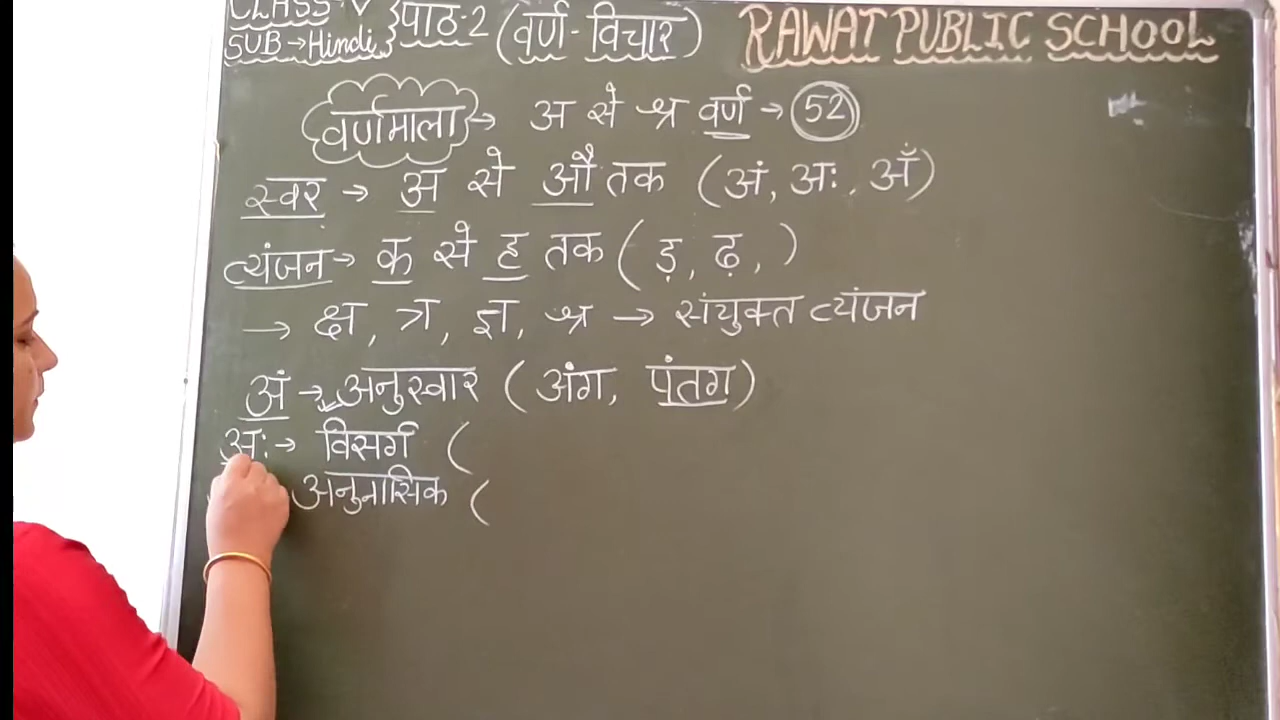 CLASS-V } पाठ-2 (वर्ण-विचार) RAWAT PUBLIC SCHOOL
SUB→Hindi
वर्णमाला → अ से श्र वर्ण → 52
स्वर → अ से औ तक (अं, अः, अँ)
व्यंजन → क से ह तक (ड़, ढ़, )
→ क्ष, त्र, ज्ञ, श्र → संयुक्त व्यंजन
अं → अनुस्वार (अंग, पंतग)
अः → विसर्ग (
अनुनासिक (